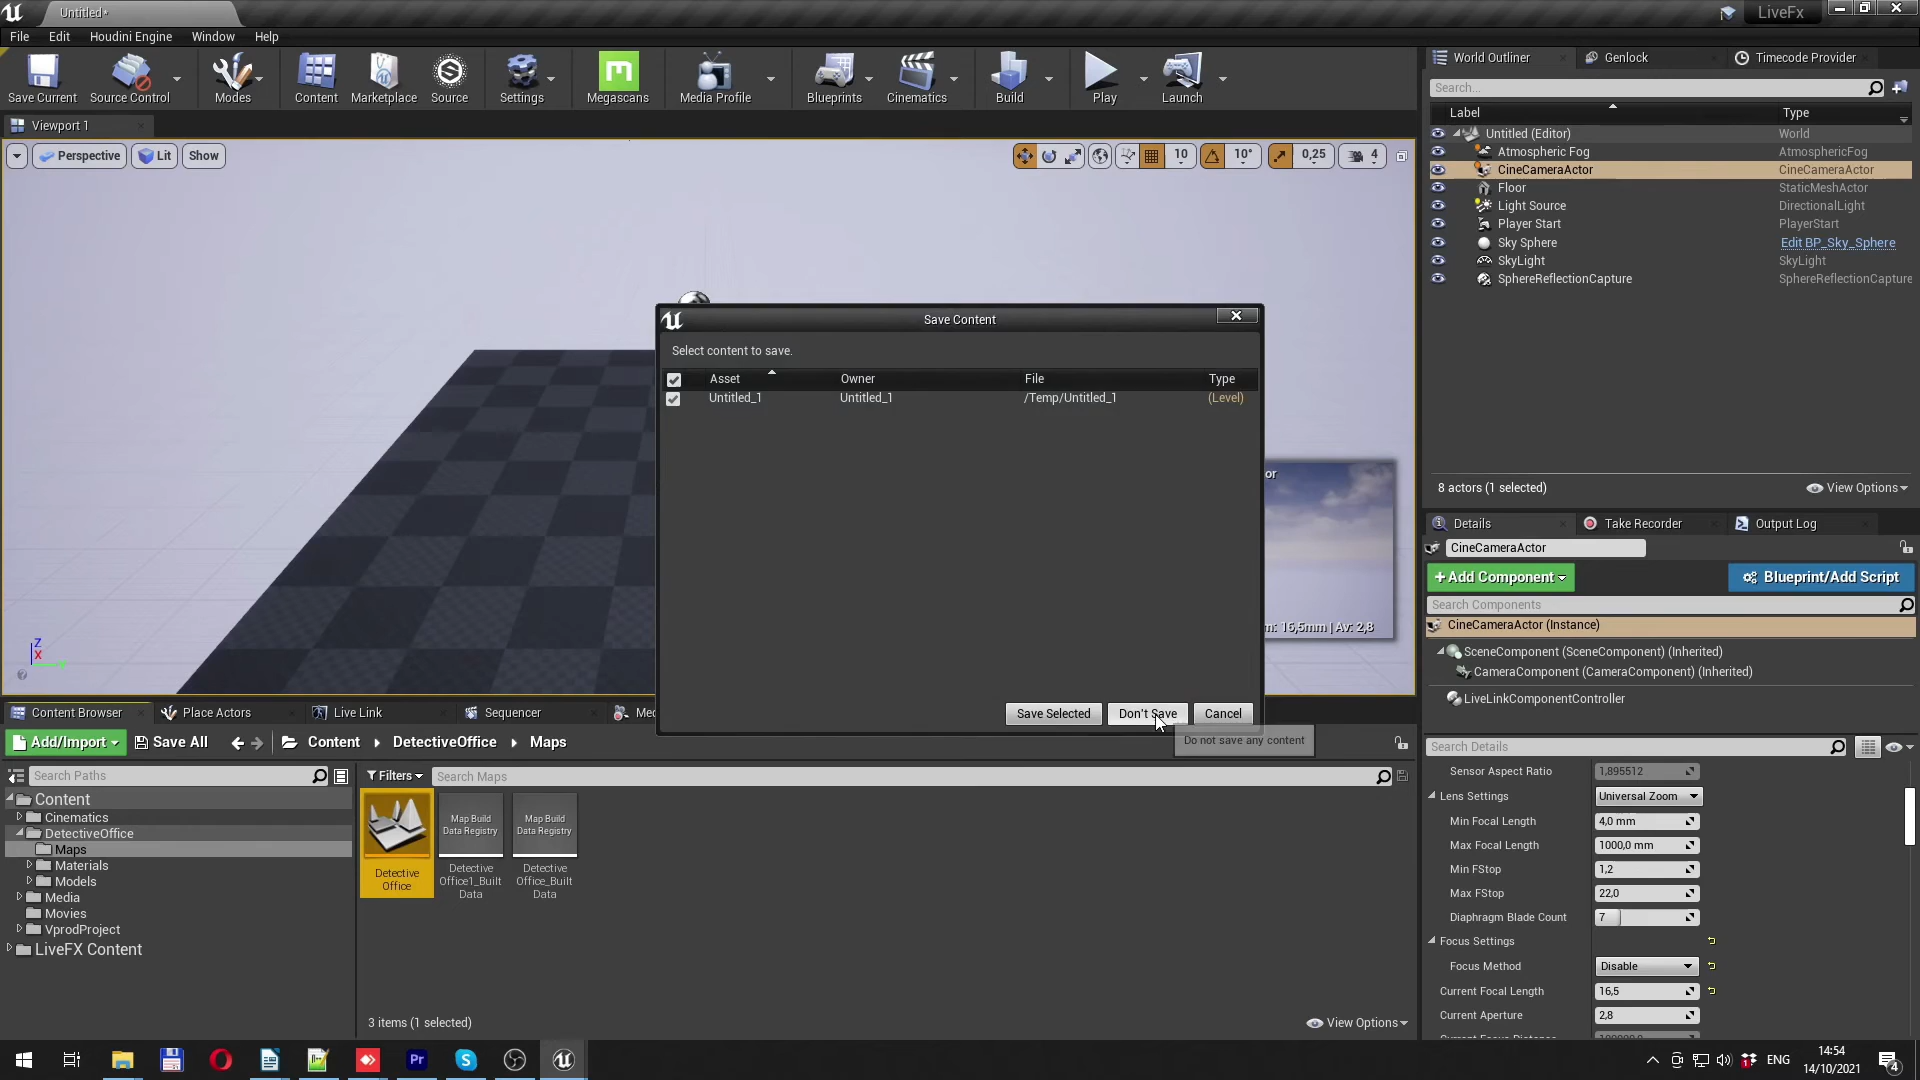 Untitled*
LiveFx
File Edit Houdini Engine Window Help
Save Current Source Control Modes Content Marketplace Source Settings Megascans Media Profile Blueprints Cinematics Build Play Launch
Viewport 1
Perspective Lit Show
10 10° 0,25 4
World Outliner Genlock Timecode Provider
Search...
Label Type
Untitled (Editor) World
Atmospheric Fog AtmosphericFog
CineCameraActor CineCameraActor
Floor StaticMeshActor
Light Source DirectionalLight
Player Start PlayerStart
Sky Sphere Edit BP_Sky_Sphere
SkyLight SkyLight
SphereReflectionCapture SphereReflectionCapture
8 actors (1 selected) View Options
Save Content
Select content to save.
Asset Owner File Type
Untitled_1 Untitled_1 /Temp/Untitled_1 (Level)
Save Selected Don't Save Cancel
Do not save any content
or
m: 16,5mm | Av: 2,8
Z
X
Details Take Recorder Output Log
CineCameraActor
+Add Component Blueprint/Add Script
Search Components
CineCameraActor (Instance)
SceneComponent (SceneComponent) (Inherited)
CameraComponent (CameraComponent) (Inherited)
LiveLinkComponentController
Search Details
Sensor Aspect Ratio 1,895512
Lens Settings Universal Zoom
Min Focal Length 4,0 mm
Max Focal Length 1000,0 mm
Min FStop 1,2
Max FStop 22,0
Diaphragm Blade Count 7
Focus Settings
Focus Method Disable
Current Focal Length 16,5
Current Aperture 2,8
Content Browser Place Actors Live Link Sequencer Me
Add/Import Save All Content DetectiveOffice Maps
Search Paths
Filters Search Maps
Content
Cinematics
DetectiveOffice
Maps
Materials
Models
Media
Movies
VprodProject
LiveFX Content
Map Build
Data Registry
Map Build
Data Registry
Detective
Office
Detective
Office1_Built
Data
Detective
Office_Built
Data
3 items (1 selected) View Options
Pr
ENG
14:54
14/10/2021
4